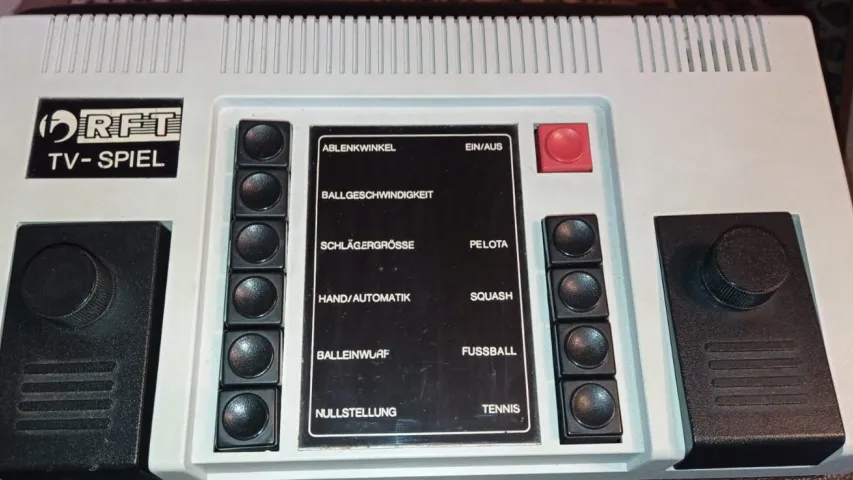 RFT
TV-SPIEL
ABLENKWINKEL EIN/AUS
BALLGESCHWINDIGKEIT
SCHLÄGERGRÖSSE PELOTA
HAND/AUTOMATIK SQUASH
BALLEINWURF FUSSBALL
NULLSTELLUNG TENNIS